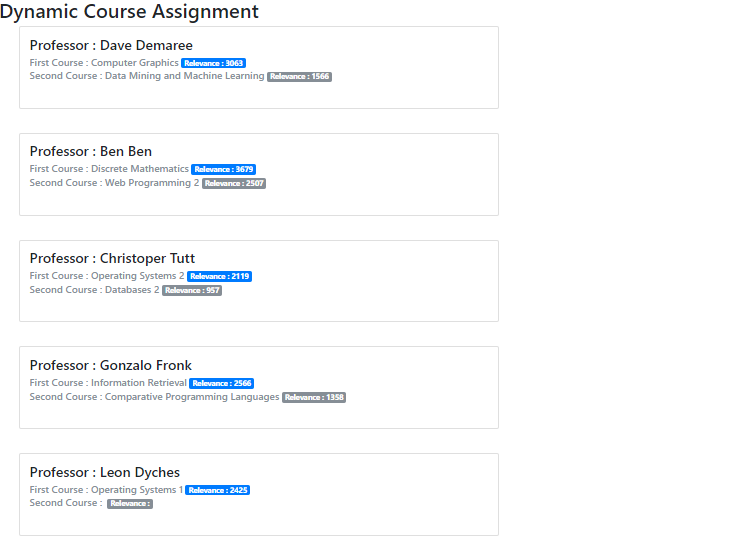 Dynamic Course Assignment
Professor : Dave Demaree
First Course : Computer Graphics Relevance : 3063
Second Course : Data Mining and Machine Learning Relevance : 1566
Professor : Ben Ben
First Course : Discrete Mathematics Relevance : 3679
Second Course : Web Programming 2 Relevance : 2507
Professor : Christoper Tutt
First Course : Operating Systems 2 Relevance : 2119
Second Course : Databases 2 Relevance : 957
Professor : Gonzalo Fronk
First Course : Information Retrieval Relevance : 2566
Second Course : Comparative Programming Languages Relevance : 1358
Professor : Leon Dyches
First Course : Operating Systems 1 Relevance : 2425
Second Course : Relevance :